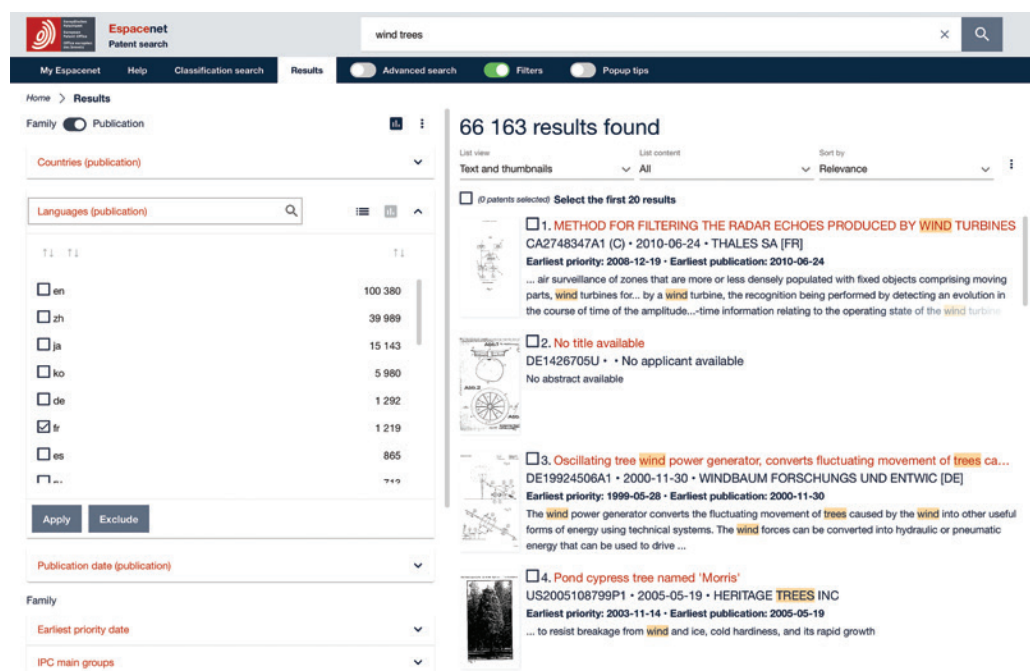 Europäisches
Patentamt
European
Patent Office
Office européen
des brevets
Espacenet
Patent search
wind trees
My Espacenet Help Classification search Results Advanced search Filters Popup tips
Home > Results
Family Publication
Countries (publication)
Languages (publication)
en 100 380
zh 39 989
ja 15 143
ko 5 980
de 1 292
fr 1 219
es 865
Apply Exclude
Publication date (publication)
Family
Earliest priority date
IPC main groups
66 163 results found
List view List content Sort by
Text and thumbnails All Relevance
(0 patents selected) Select the first 20 results
1. METHOD FOR FILTERING THE RADAR ECHOES PRODUCED BY WIND TURBINES
CA2748347A1 (C) • 2010-06-24 • THALES SA [FR]
Earliest priority: 2008-12-19 • Earliest publication: 2010-06-24
... air surveillance of zones that are more or less densely populated with fixed objects comprising moving
parts, wind turbines for... by a wind turbine, the recognition being performed by detecting an evolution in
the course of time of the amplitude...-time information relating to the operating state of the wind turbine
2. No title available
DE1426705U • • No applicant available
No abstract available
3. Oscillating tree wind power generator, converts fluctuating movement of trees ca...
DE19924506A1 • 2000-11-30 • WINDBAUM FORSCHUNGS UND ENTWIC [DE]
Earliest priority: 1999-05-28 • Earliest publication: 2000-11-30
The wind power generator converts the fluctuating movement of trees caused by the wind into other useful
forms of energy using technical systems. The wind forces can be converted into hydraulic or pneumatic
energy that can be used to drive ...
4. Pond cypress tree named 'Morris'
US2005108799P1 • 2005-05-19 • HERITAGE TREES INC
Earliest priority: 2003-11-14 • Earliest publication: 2005-05-19
... to resist breakage from wind and ice, cold hardiness, and its rapid growth